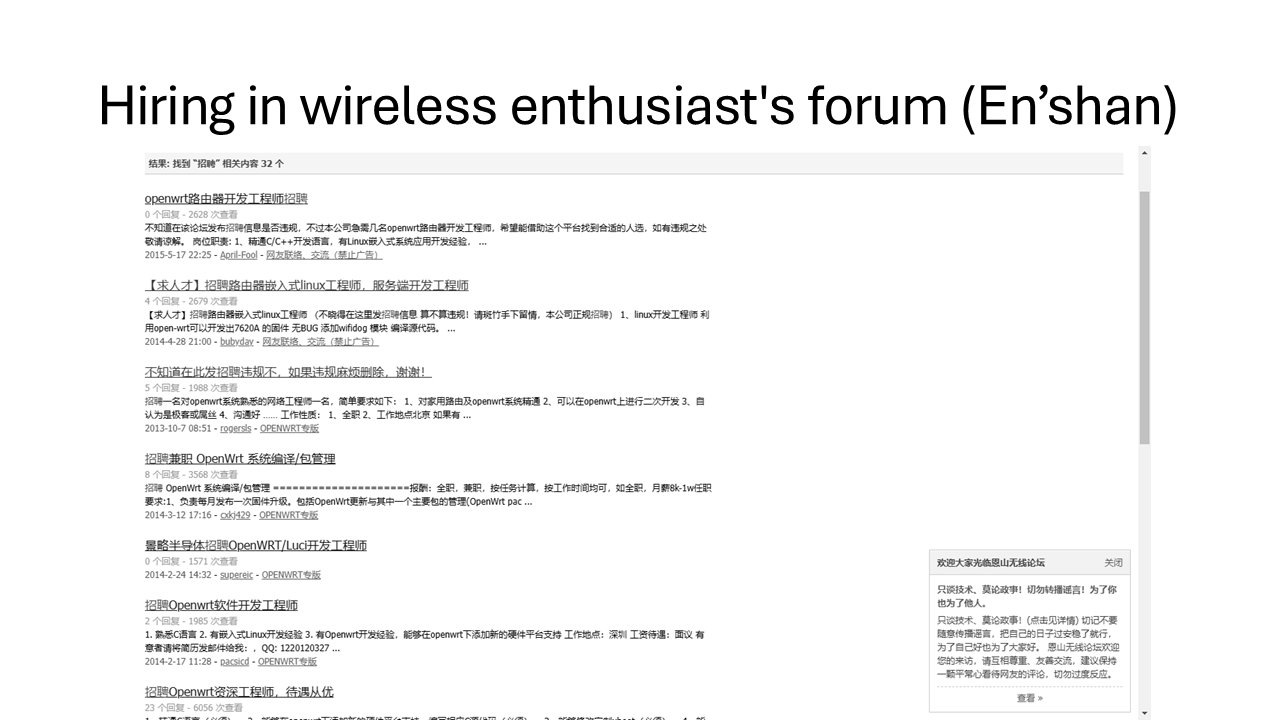 Hiring in wireless enthusiast's forum (En’shan)
结果: 找到 “招聘” 相关内容 32 个
openwrt路由器开发工程师招聘
0 个回复 - 2628 次查看
不知道在该论坛发布招聘信息是否违规，不过本公司急需几名openwrt路由器开发工程师，希望能借助这个平台找到合适的人选，如有违规之处
敬请谅解。 岗位职责: 1、精通C/C++开发语言，有Linux嵌入式系统应用开发经验， ...
2015-5-17 22:25 - April-Fool - 网友联络、交流（禁止广告）
【求人才】招聘路由器嵌入式linux工程师，服务端开发工程师
4 个回复 - 2679 次查看
【求人才】招聘路由器嵌入式linux工程师 （不晓得在这里发招聘信息 算不算违规！请斑竹手下留情，本公司正规招聘） 1、linux开发工程师 利
用open-wrt可以开发出7620A 的固件 无BUG 添加wifidog 模块 编译源代码。 ...
2014-4-28 21:00 - bubyday - 网友联络、交流（禁止广告）
不知道在此发招聘违规不，如果违规麻烦删除，谢谢！
5 个回复 - 1988 次查看
招聘一名对openwrt系统熟悉的网络工程师一名，简单要求如下： 1、对家用路由及openwrt系统精通 2、可以在openwrt上进行二次开发 3、自
认为是极客或屌丝 4、沟通好 ...... 工作性质： 1、全职 2、工作地点北京 如果有 ...
2013-10-7 08:51 - rogersls - OPENWRT专版
招聘兼职 OpenWrt 系统编译/包管理
8 个回复 - 3568 次查看
招聘 OpenWrt 系统编译/包管理 =====================报酬：全职，兼职，按任务计算，按工作时间均可，如全职，月薪8k-1w任职
要求:1、负责每月发布一次固件升级。包括OpenWrt更新与其中一个主要包的管理(OpenWrt pac ...
2014-3-12 17:16 - cxkj429 - OPENWRT专版
景略半导体招聘OpenWRT/Luci开发工程师
0 个回复 - 1571 次查看
2014-2-24 14:32 - supereic - OPENWRT专版
招聘Openwrt软件开发工程师
2 个回复 - 1985 次查看
1. 熟悉C语言 2. 有嵌入式Linux开发经验 3. 有Openwrt开发经验，能够在openwrt下添加新的硬件平台支持 工作地点：深圳 工资待遇：面议 有
意者请将简历发邮件给我：，QQ: 1220120327 ...
2014-2-17 11:28 - pacsicd - OPENWRT专版
招聘Openwrt资深工程师，待遇从优
23 个回复 - 6056 次查看
欢迎大家光临恩山无线论坛 关闭
只谈技术、莫论政事！切勿转播谣言！为了你
也为了他人。
只谈技术、莫论政事！(点击见详情) 切记不要
随意传播谣言，把自己的日子过安稳了就行，
为了自己好也为了大家好。 恩山无线论坛欢迎
您的来访，请互相尊重、友善交流，建议保持
一颗平常心看待网友的评论，切勿过度反应。
查看 »